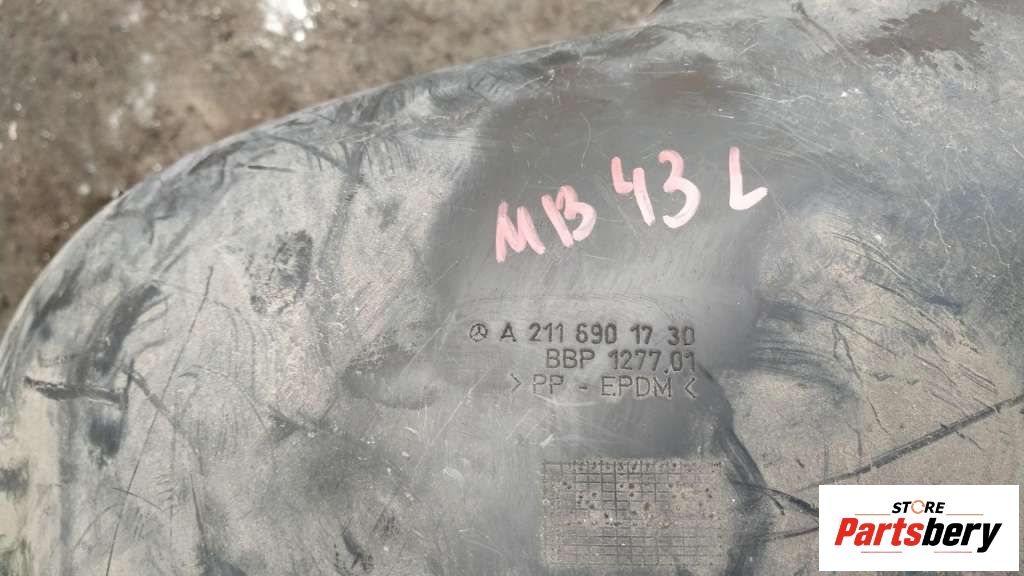 MB 43 L
A 211 690 17 30
BBP 1277.01
>PP - EPDM<
STORE
Partsbery